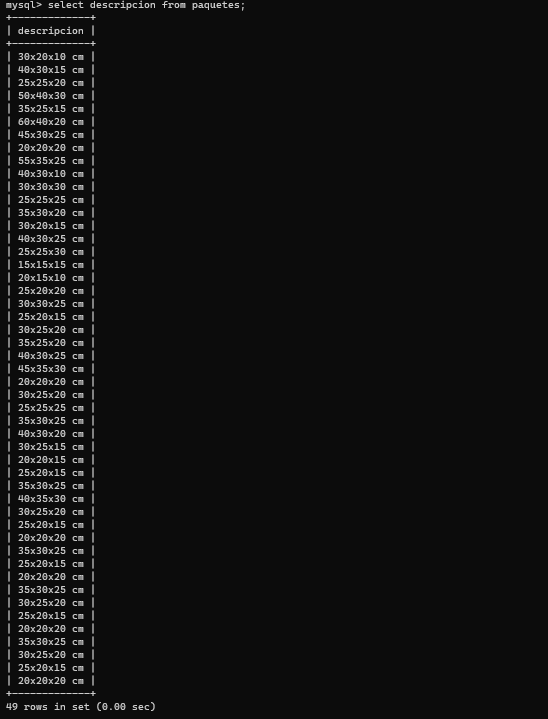 mysql> select descripcion from paquetes;
+-------------+
| descripcion |
+-------------+
| 30x20x10 cm |
| 40x30x15 cm |
| 25x25x20 cm |
| 50x40x30 cm |
| 35x25x15 cm |
| 60x40x20 cm |
| 45x30x25 cm |
| 20x20x20 cm |
| 55x35x25 cm |
| 40x30x10 cm |
| 30x30x30 cm |
| 25x25x25 cm |
| 35x30x20 cm |
| 30x20x15 cm |
| 40x30x25 cm |
| 25x25x30 cm |
| 15x15x15 cm |
| 20x15x10 cm |
| 25x20x20 cm |
| 30x30x25 cm |
| 25x20x15 cm |
| 30x25x20 cm |
| 35x25x20 cm |
| 40x30x25 cm |
| 45x35x30 cm |
| 20x20x20 cm |
| 30x25x20 cm |
| 25x25x25 cm |
| 35x30x25 cm |
| 40x30x20 cm |
| 30x25x15 cm |
| 20x20x15 cm |
| 25x20x15 cm |
| 35x30x25 cm |
| 40x35x30 cm |
| 30x25x20 cm |
| 25x20x15 cm |
| 20x20x20 cm |
| 35x30x25 cm |
| 25x20x15 cm |
| 20x20x20 cm |
| 35x30x25 cm |
| 30x25x20 cm |
| 25x20x15 cm |
| 20x20x20 cm |
| 35x30x25 cm |
| 30x25x20 cm |
| 25x20x15 cm |
| 20x20x20 cm |
+-------------+
49 rows in set (0.00 sec)